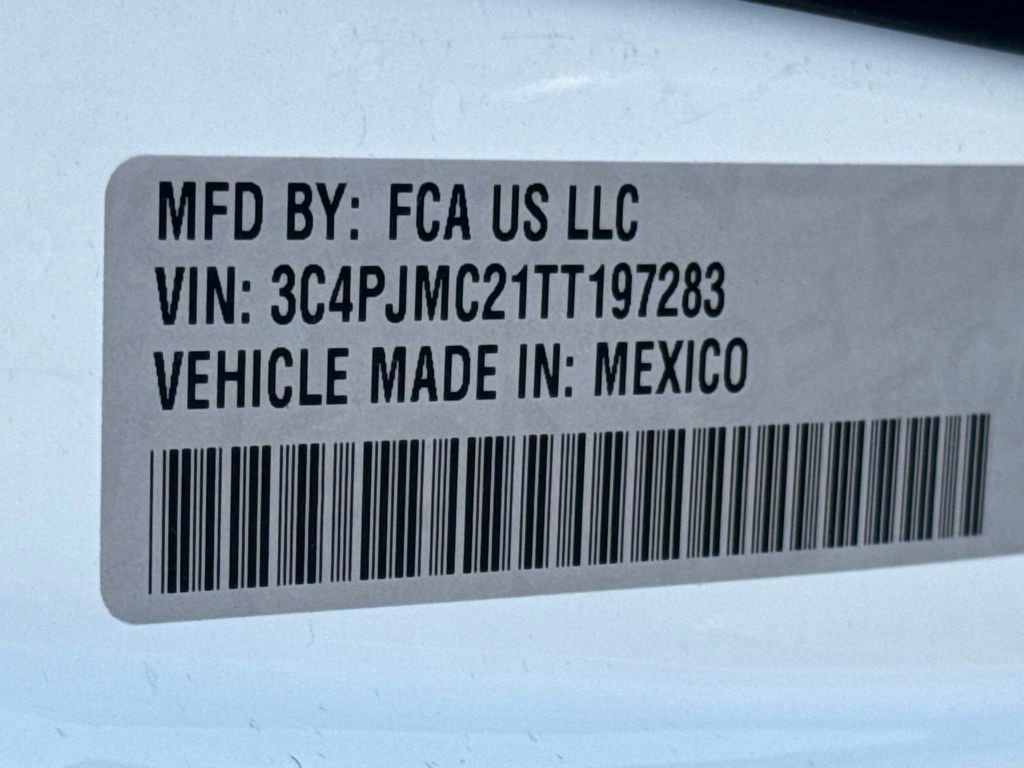 MFD BY: FCA US LLC
VIN: 3C4PJMC21TT197283
VEHICLE MADE IN: MEXICO